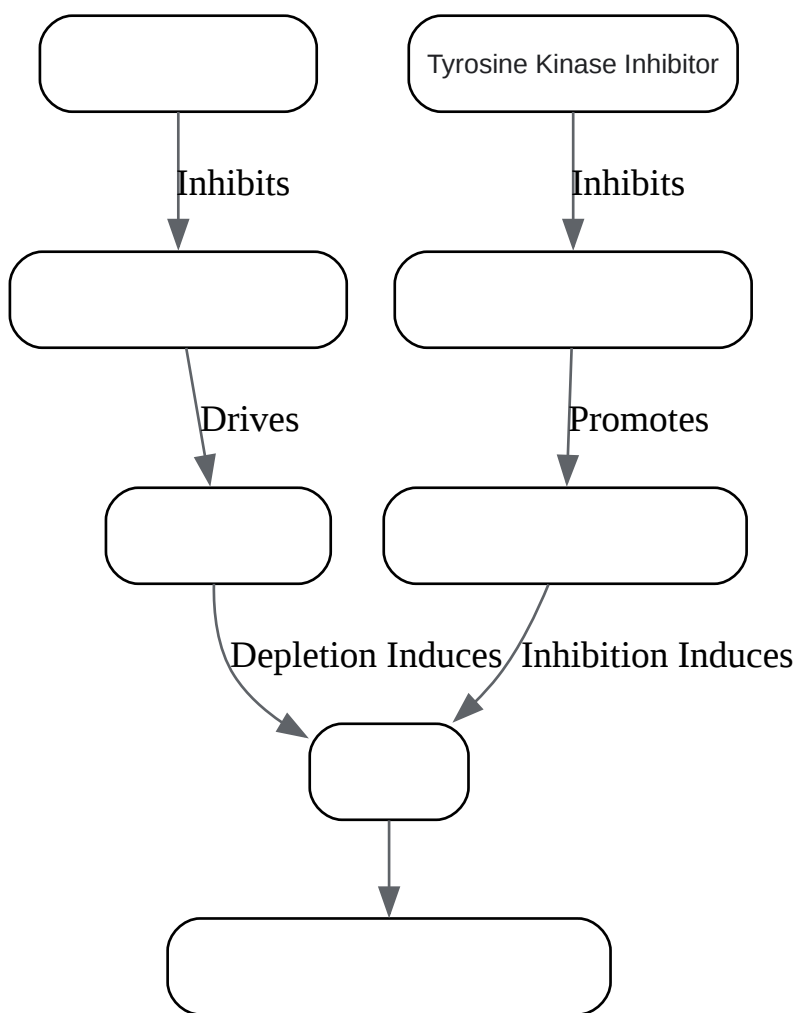 Tyrosine Kinase Inhibitor
Inhibits
Inhibits
Drives
Promotes
Depletion Induces
Inhibition Induces